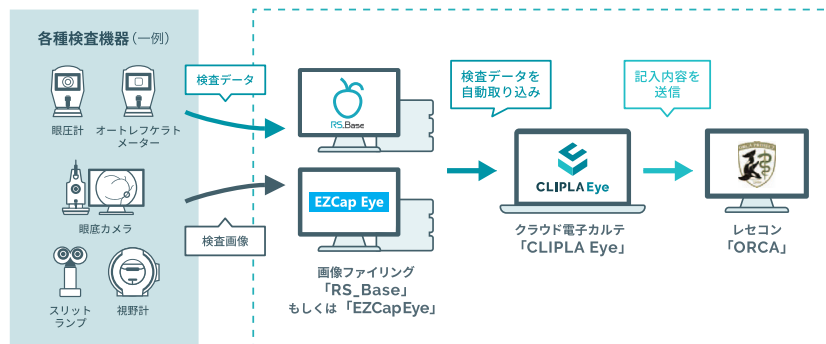 各種検査機器(一例)
眼圧計
オートレフケラト
メーター
眼底カメラ
スリット
ランプ
視野計
検査データ
検査画像
RS_Base
EZCap Eye
画像ファイリング
「RS_Base」
もしくは「EZCapEye」
検査データを
自動取り込み
CLIPLA Eye
クラウド電子カルテ
「CLIPLA Eye」
記入内容を
送信
レセコン
「ORCA」